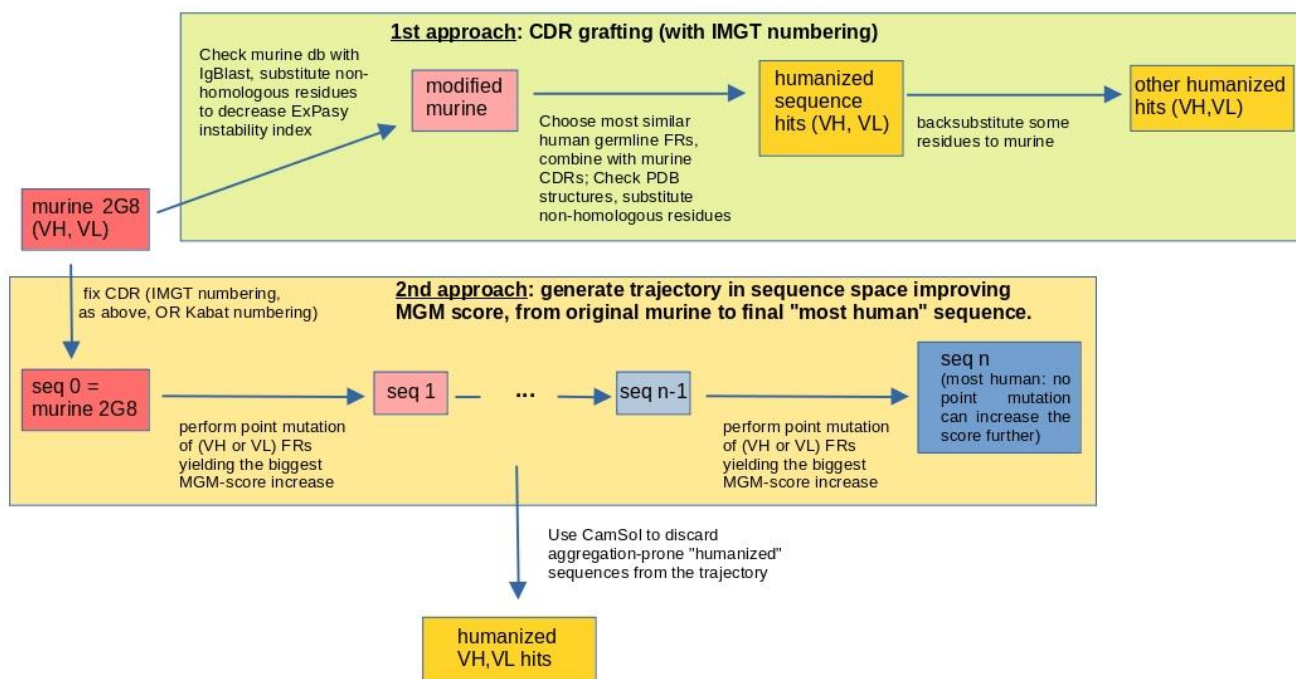 1st approach: CDR grafting (with IMGT numbering)
Check murine db with
IgBlast, substitute non-
homologous residues
to decrease ExPasy
instability index
modified
murine
Choose most similar
human germline FRs,
combine with murine
CDRs; Check PDB
structures, substitute
non-homologous residues
humanized
sequence
hits (VH, VL)
backsubstitute some
residues to murine
other humanized
hits (VH,VL)
murine 2G8
(VH, VL)
fix CDR (IMGT numbering,
as above, OR Kabat numbering)
2nd approach: generate trajectory in sequence space improving
MGM score, from original murine to final "most human" sequence.
seq 0 =
murine 2G8
perform point mutation
of (VH or VL) FRs
yielding the biggest
MGM-score increase
seq 1
...
seq n-1
perform point mutation
of (VH or VL) FRs
yielding the biggest
MGM-score increase
seq n
(most human: no
point mutation
can increase the
score further)
Use CamSol to discard
aggregation-prone "humanized"
sequences from the trajectory
humanized
VH,VL hits